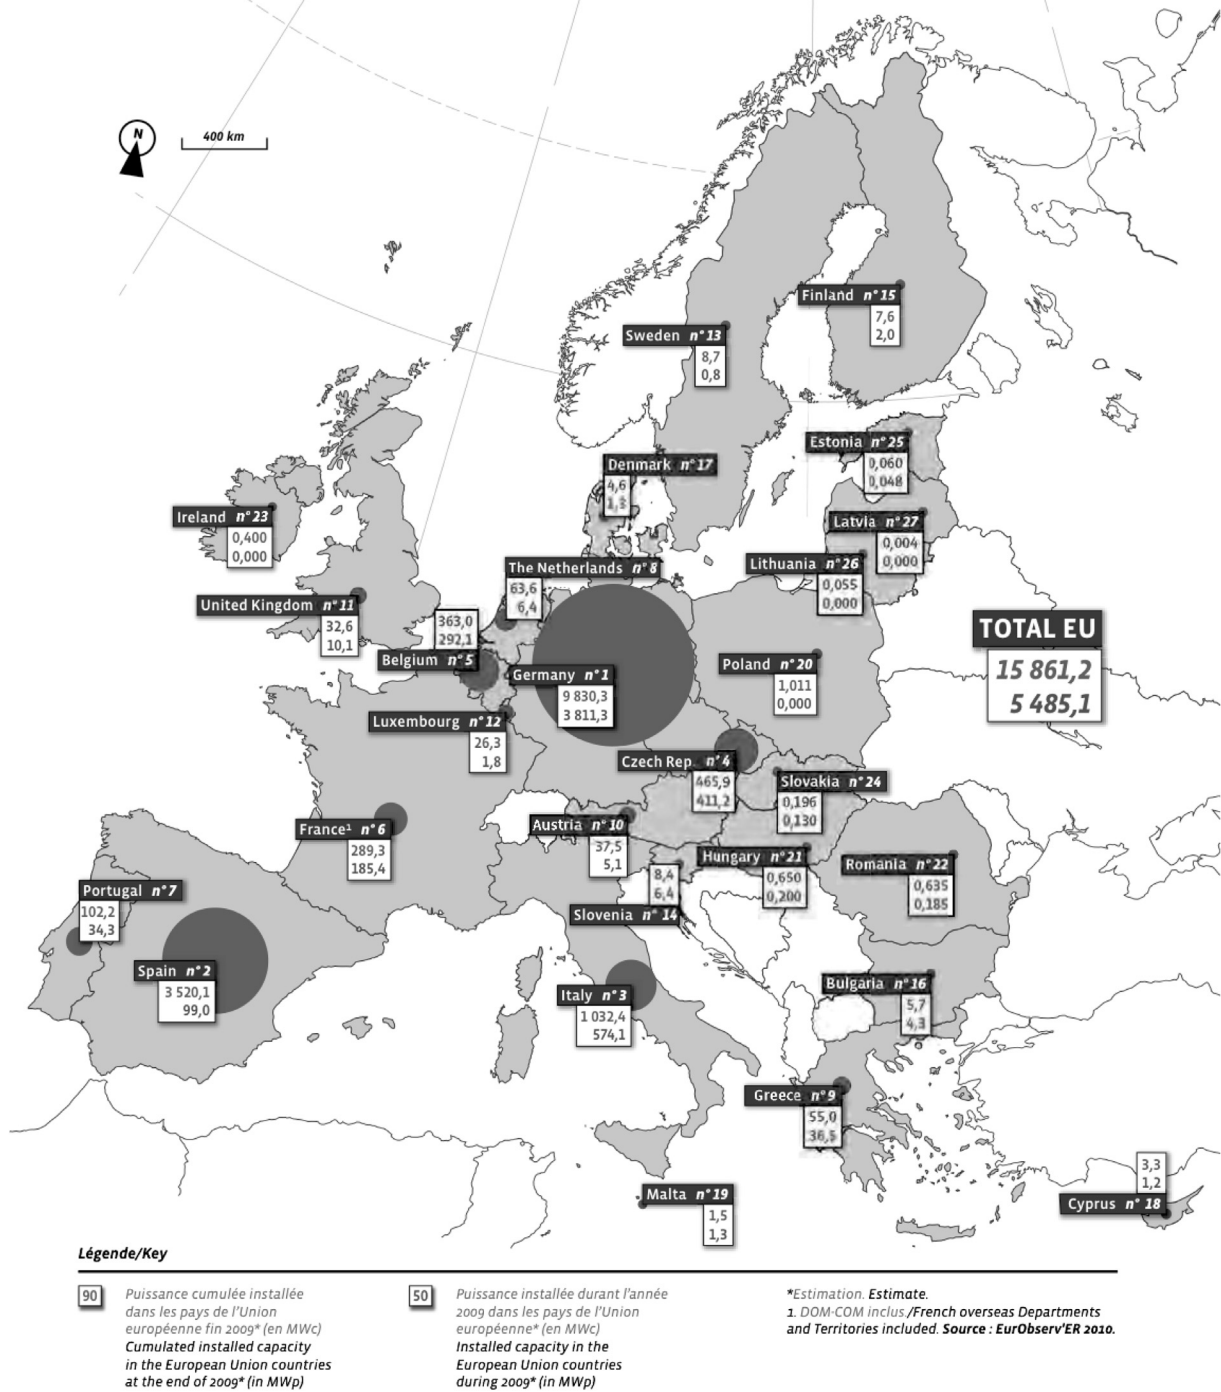 N
400 km
Finland n°15
7,6
2,0
Sweden n°13
8,7
0,8
Estonia n°25
0,060
0,048
Denmark n°17
4,6
1,3
Ireland n°23
0,400
0,000
Latvia n°27
0,004
0,000
Lithuania n°26
0,055
0,000
The Netherlands n°8
63,6
6,4
United Kingdom n°11
32,6
10,1
363,0
292,1
Belgium n°5
TOTAL EU
15 861,2
5 485,1
Poland n°20
1,011
0,000
Germany n°1
9 830,3
3 811,3
Luxembourg n°12
26,3
1,8
Czech Rep n°4
465,9
411,2
Slovakia n°24
0,196
0,130
Austria n°10
37,5
5,1
France¹ n°6
289,3
185,4
Hungary n°21
0,650
0,200
Romania n°22
0,635
0,185
8,4
6,4
Slovenia n° 14
Portugal n°7
102,2
34,3
Spain n°2
3 520,1
99,0
Italy n°3
1 032,4
574,1
Bulgaria n°16
5,7
4,3
Greece n°9
55,0
36,5
3,3
1,2
Cyprus n° 18
Malta n°19
1,5
1,3
Légende/Key
90
Puissance cumulée installée
dans les pays de l'Union
européenne fin 2009* (en MWc)
Cumulated installed capacity
in the European Union countries
at the end of 2009* (in MWp)
50
Puissance installée durant l'année
2009 dans les pays de l'Union
européenne* (en MWc)
Installed capacity in the
European Union countries
during 2009* (in MWp)
*Estimation. Estimate.
1. DOM-COM inclus./French overseas Departments
and Territories included. Source : EurObserv'ER 2010.